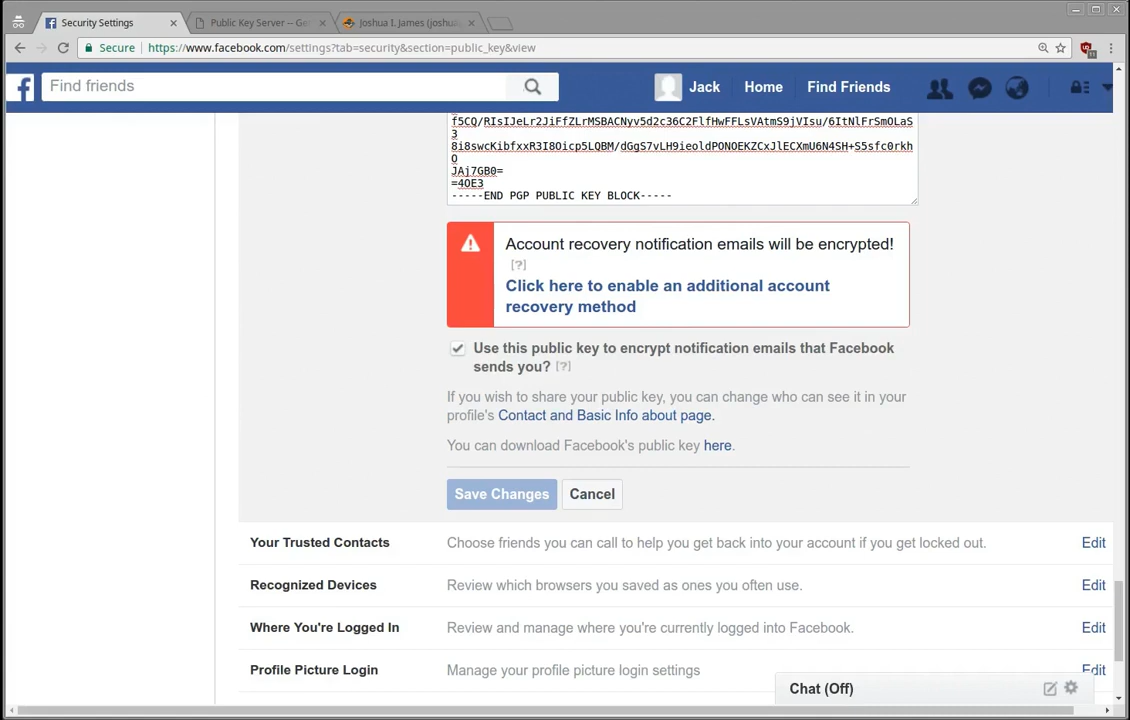 Security Settings
Public Key Server -- Ge
Joshua I. James (joshua
Secure https://www.facebook.com/settings?tab=security&section=public_key&view
Find friends
Jack Home Find Friends
f5CQ/RIsIJeLr2JiFfZLrMSBACNyv5d2c36C2FlfHwFFLsVAtmS9jVIsu/6ItNlFrSmOLaS
3
8i8swcKibfxxR3I8Oicp5LQBM/dGgS7vLH9ieoldPONOEKZCxJlECXmU6N4SH+S5sfc0rkh
O
JAj7GB0=
=4OE3
-----END PGP PUBLIC KEY BLOCK-----
Account recovery notification emails will be encrypted!
[?]
Click here to enable an additional account
recovery method
Use this public key to encrypt notification emails that Facebook
sends you? [?]
If you wish to share your public key, you can change who can see it in your
profile's Contact and Basic Info about page.
You can download Facebook's public key here.
Save Changes Cancel
Your Trusted Contacts Choose friends you can call to help you get back into your account if you get locked out. Edit
Recognized Devices Review which browsers you saved as ones you often use. Edit
Where You're Logged In Review and manage where you're currently logged into Facebook. Edit
Profile Picture Login Manage your profile picture login settings Edit
Chat (Off)